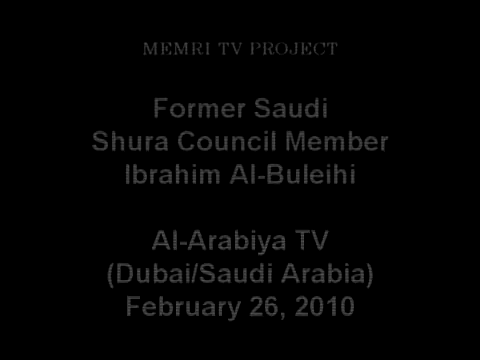 MEMRI TV PROJECT
Former Saudi
Shura Council Member
Ibrahim Al-Buleihi
Al-Arabiya TV
(Dubai/Saudi Arabia)
February 26, 2010